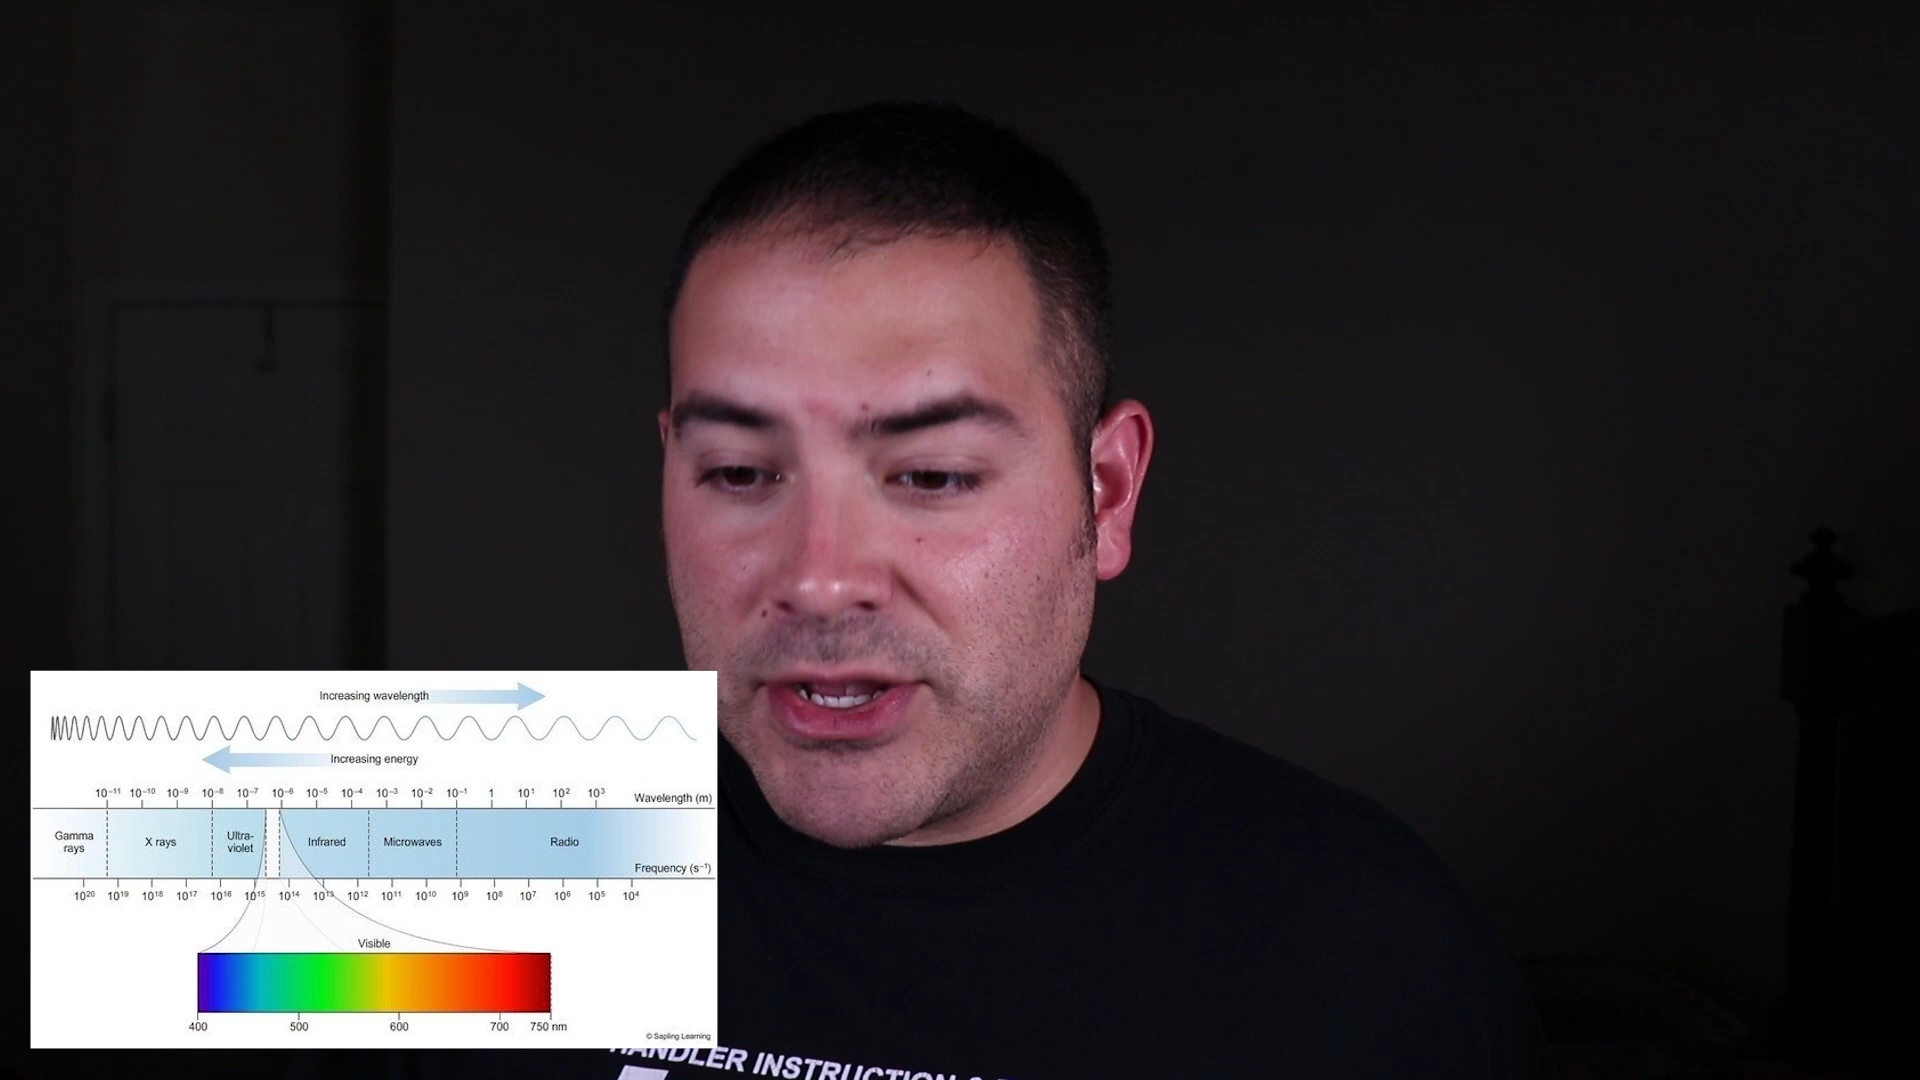 Increasing wavelength
Increasing energy
10⁻¹¹ 10⁻¹⁰ 10⁻⁹ 10⁻⁸ 10⁻⁷ 10⁻⁶ 10⁻⁵ 10⁻⁴ 10⁻³ 10⁻² 10⁻¹ 1 10¹ 10² 10³ Wavelength (m)
Gamma rays X rays Ultra-violet Infrared Microwaves Radio
Frequency (s⁻¹)
10²⁰ 10¹⁹ 10¹⁸ 10¹⁷ 10¹⁶ 10¹⁵ 10¹⁴ 10¹³ 10¹² 10¹¹ 10¹⁰ 10⁹ 10⁸ 10⁷ 10⁶ 10⁵ 10⁴
Visible
400 500 600 700 750 nm
© Sapling Learning
HANDLER INSTRUCTION &